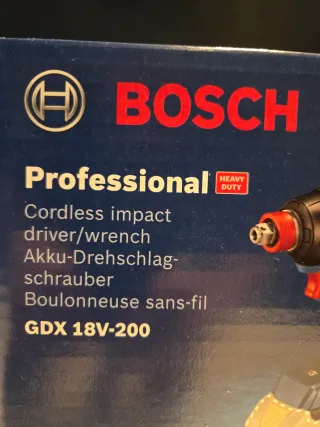 BOSCH
Professional HEAVY DUTY
Cordless impact
driver/wrench
Akku-Drehschlag-
schrauber
Boulonneuse sans-fil
GDX 18V-200